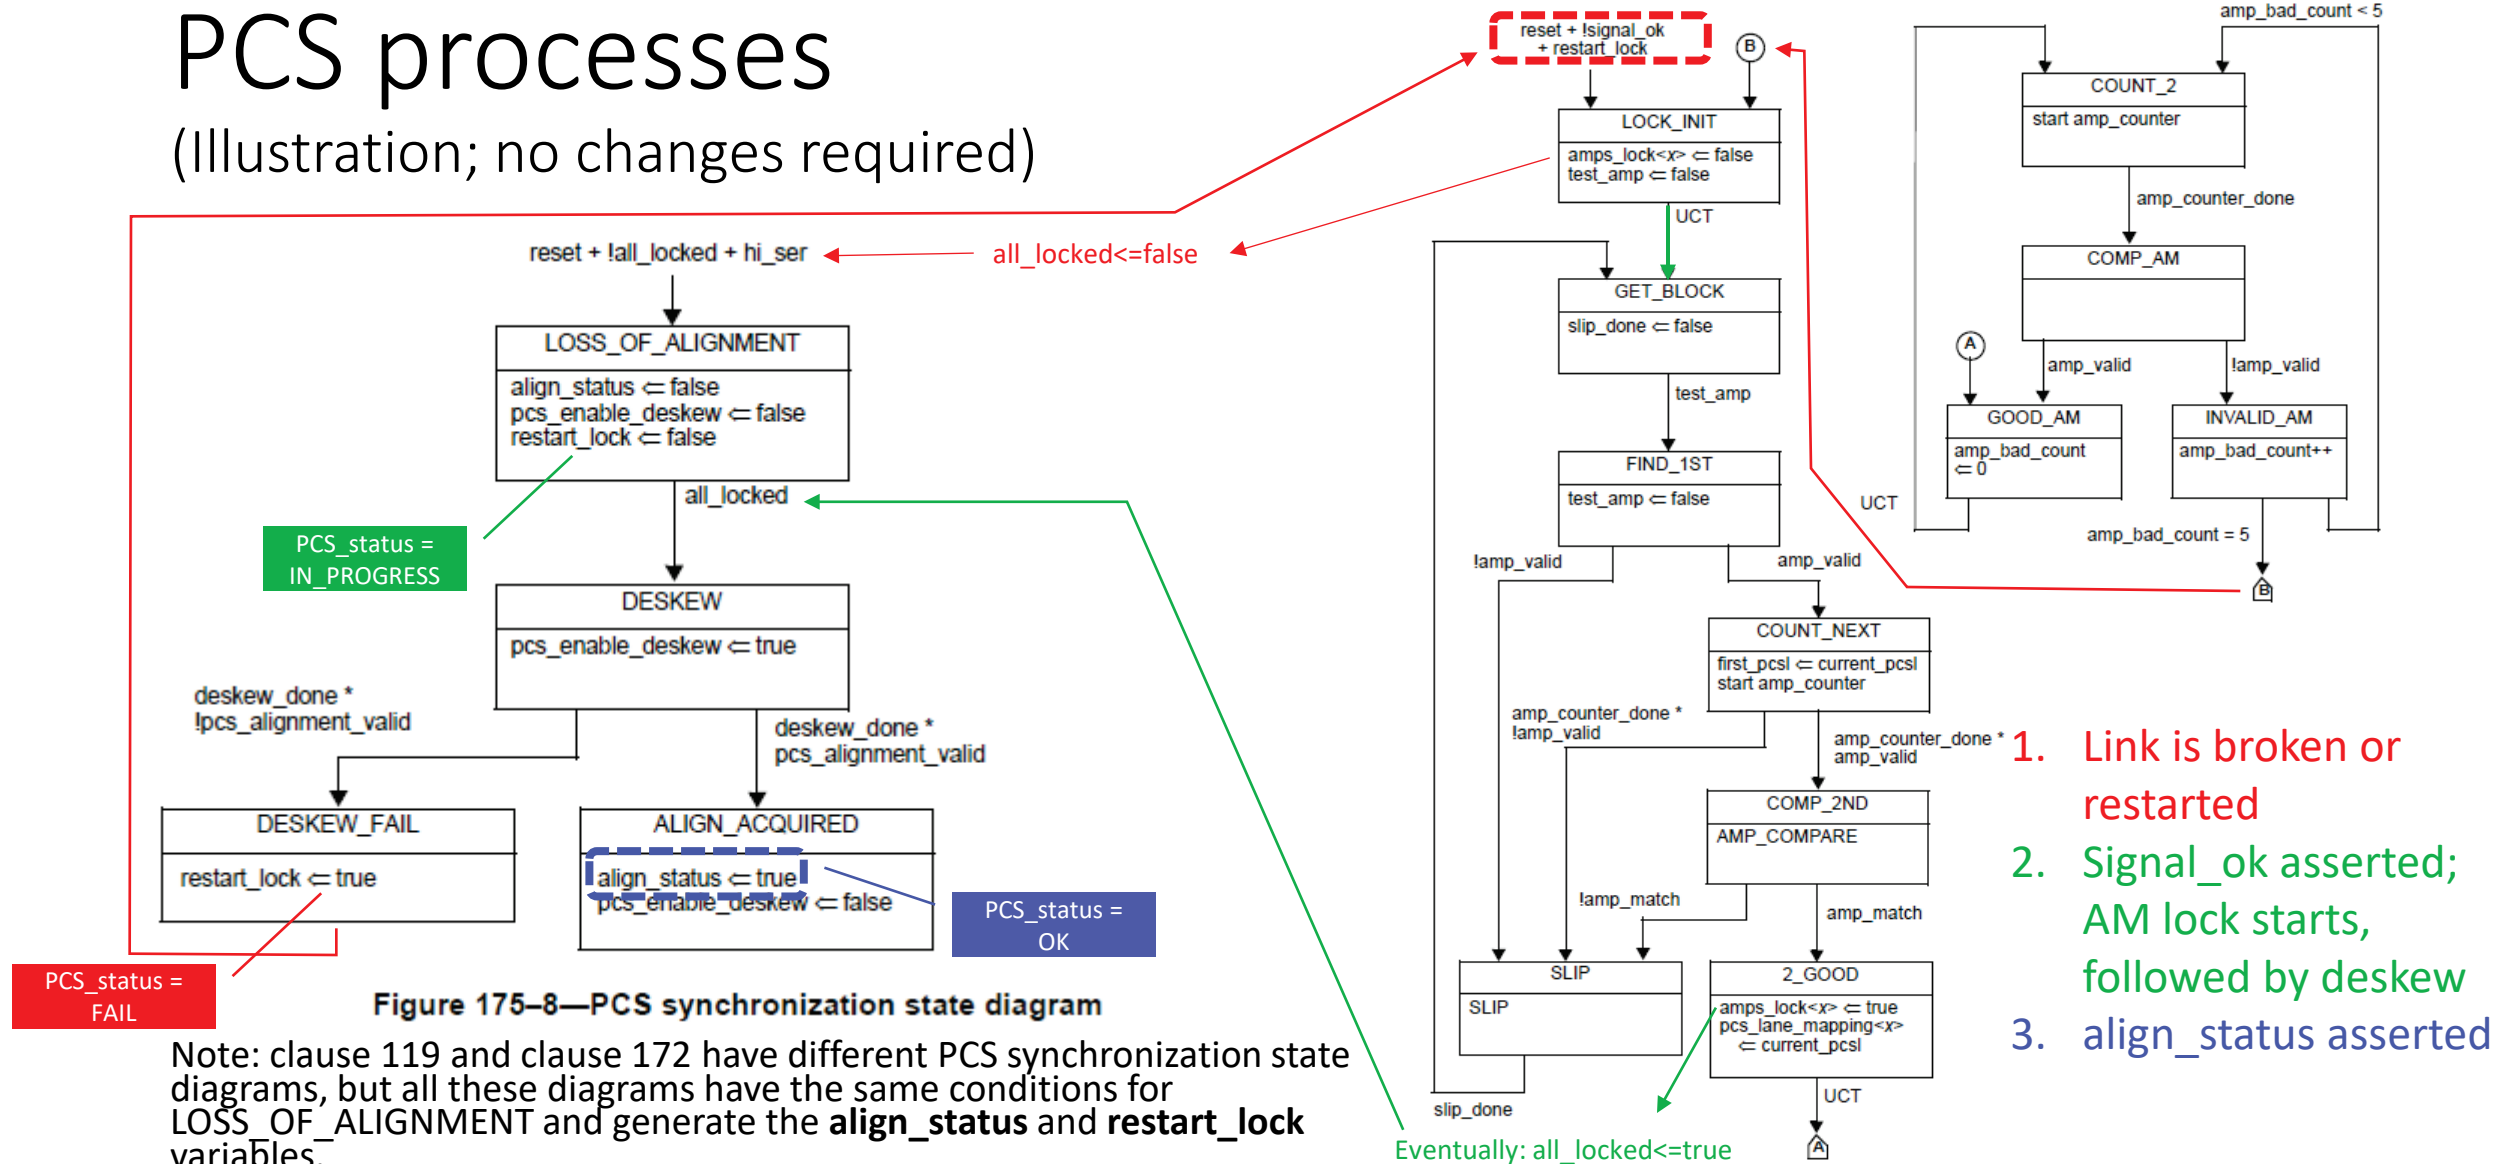 PCS processes
(Illustration; no changes required)
reset + !all_locked + hi_ser
all_locked<=false
LOSS_OF_ALIGNMENT
align_status ⇐ false
pcs_enable_deskew ⇐ false
restart_lock ⇐ false
all_locked
PCS_status =
IN_PROGRESS
DESKEW
pcs_enable_deskew ⇐ true
deskew_done *
!pcs_alignment_valid
deskew_done *
pcs_alignment_valid
DESKEW_FAIL
restart_lock ⇐ true
ALIGN_ACQUIRED
align_status ⇐ true
pcs_enable_deskew ⇐ false
PCS_status =
OK
PCS_status =
FAIL
Figure 175–8—PCS synchronization state diagram
Note: clause 119 and clause 172 have different PCS synchronization state
diagrams, but all these diagrams have the same conditions for
LOSS_OF_ALIGNMENT and generate the align_status and restart_lock
variables.
reset + !signal_ok
+ restart_lock
B
LOCK_INIT
amps_lock<x> ⇐ false
test_amp ⇐ false
UCT
GET_BLOCK
slip_done ⇐ false
test_amp
FIND_1ST
test_amp ⇐ false
!amp_valid
amp_valid
COUNT_NEXT
first_pcsl ⇐ current_pcsl
start amp_counter
amp_counter_done *
!amp_valid
amp_counter_done *
amp_valid
COMP_2ND
AMP_COMPARE
!amp_match
amp_match
SLIP
SLIP
slip_done
2_GOOD
amps_lock<x> ⇐ true
pcs_lane_mapping<x>
⇐ current_pcsl
UCT
A
Eventually: all_locked<=true
amp_bad_count < 5
COUNT_2
start amp_counter
amp_counter_done
COMP_AM
A
amp_valid
!amp_valid
GOOD_AM
amp_bad_count
⇐ 0
INVALID_AM
amp_bad_count++
UCT
amp_bad_count = 5
B
1. Link is broken or
restarted
2. Signal_ok asserted;
AM lock starts,
followed by deskew
3. align_status asserted